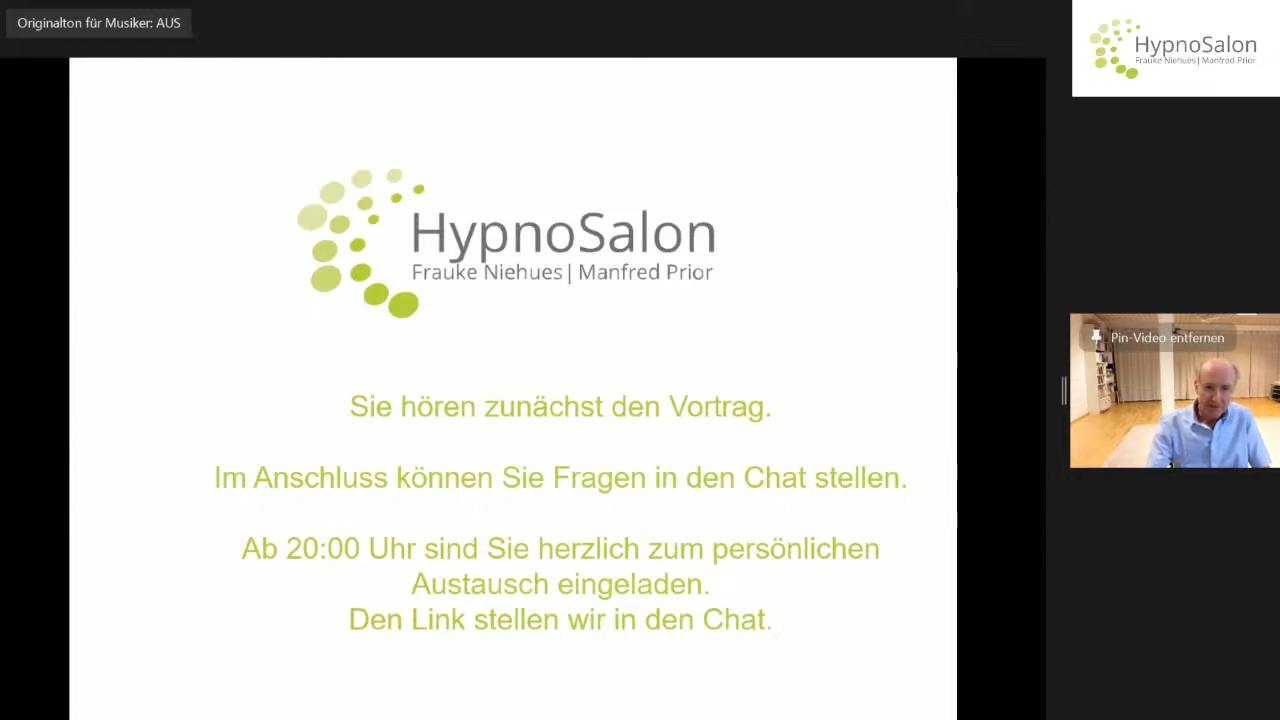 Originalton für Musiker: AUS
HypnoSalon
Frauke Niehues | Manfred Prior
HypnoSalon
Frauke Niehues | Manfred Prior
Sie hören zunächst den Vortrag.
Im Anschluss können Sie Fragen in den Chat stellen.
Ab 20:00 Uhr sind Sie herzlich zum persönlichen
Austausch eingeladen.
Den Link stellen wir in den Chat.
Pin-Video entfernen